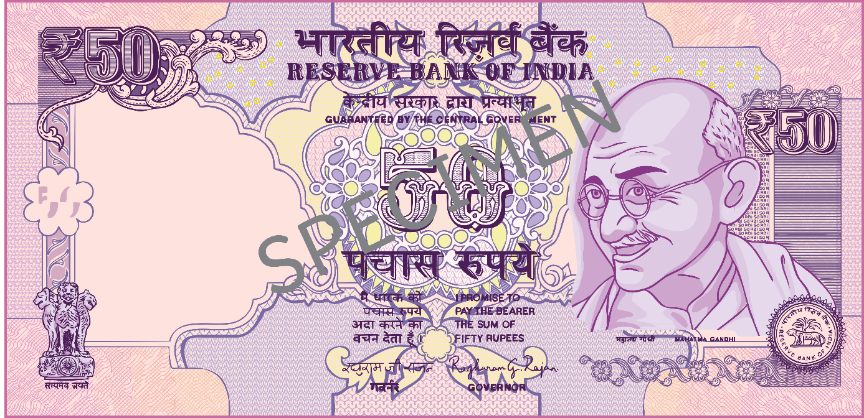 ₹50
भारतीय रिज़र्व बैंक
RESERVE BANK OF INDIA
केन्द्रीय सरकार द्वारा प्रत्याभूत
GUARANTEED BY THE CENTRAL GOVERNMENT
₹50
50
SPECIMEN
पचास रुपये
मैं धारक को
पचास रुपये
अदा करने का
वचन देता हूँ।
I PROMISE TO
PAY THE BEARER
THE SUM OF
FIFTY RUPEES
रघुराम जी राजन
Raghuram G. Rajan
गवर्नर
GOVERNOR
सत्यमेव जयते
महात्मा गांधी
MAHATMA GANDHI
भारतीय रिज़र्व बैंक
RESERVE BANK OF INDIA